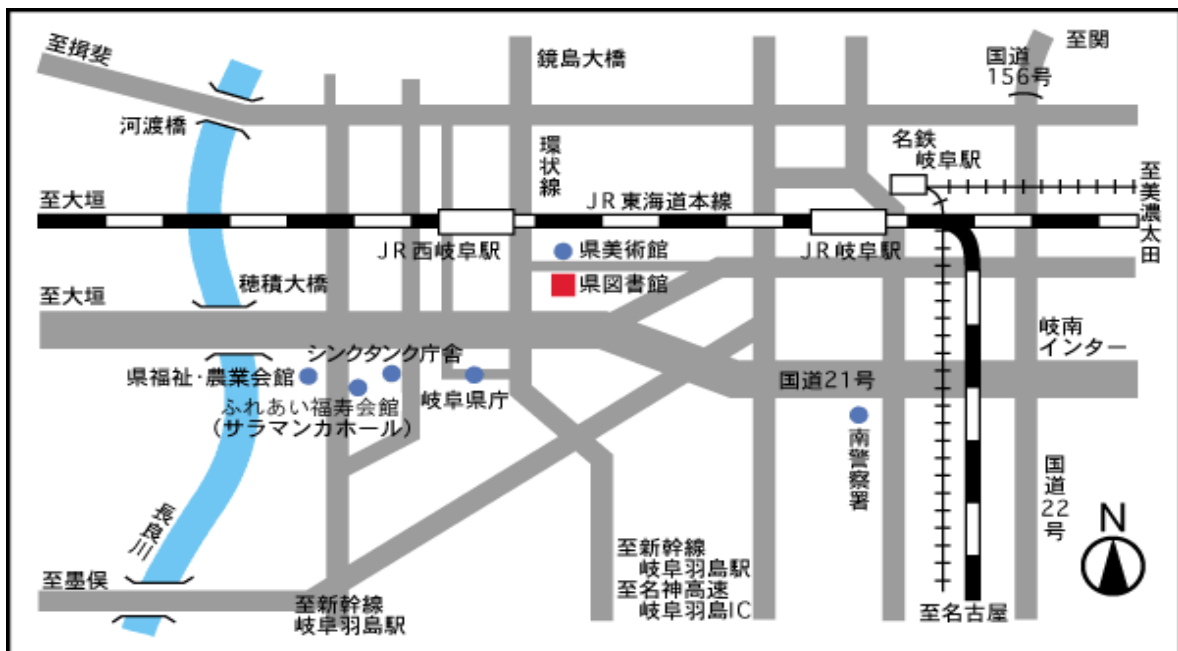 至揖斐
鏡島大橋
国道
156号
至関
河渡橋
環状線
名鉄
岐阜駅
至大垣
JR東海道本線
至美濃太田
JR西岐阜駅
県美術館
JR岐阜駅
穂積大橋
県図書館
至大垣
岐南
インター
シンクタンク庁舎
県福祉・農業会館
岐阜県庁
国道21号
ふれあい福寿会館
(サラマンカホール)
南警察署
国道22号
長良川
N
至新幹線
岐阜羽島駅
至名神高速
岐阜羽島IC
至墨俣
至新幹線
岐阜羽島駅
至名古屋